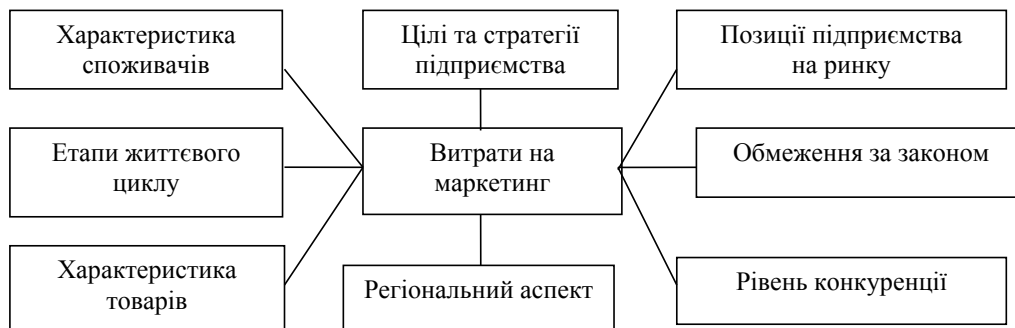 Характеристика
споживачів
Цілі та стратегії
підприємства
Позиції підприємства
на ринку
Етапи життєвого
циклу
Витрати на
маркетинг
Обмеження за законом
Характеристика
товарів
Регіональний аспект
Рівень конкуренції